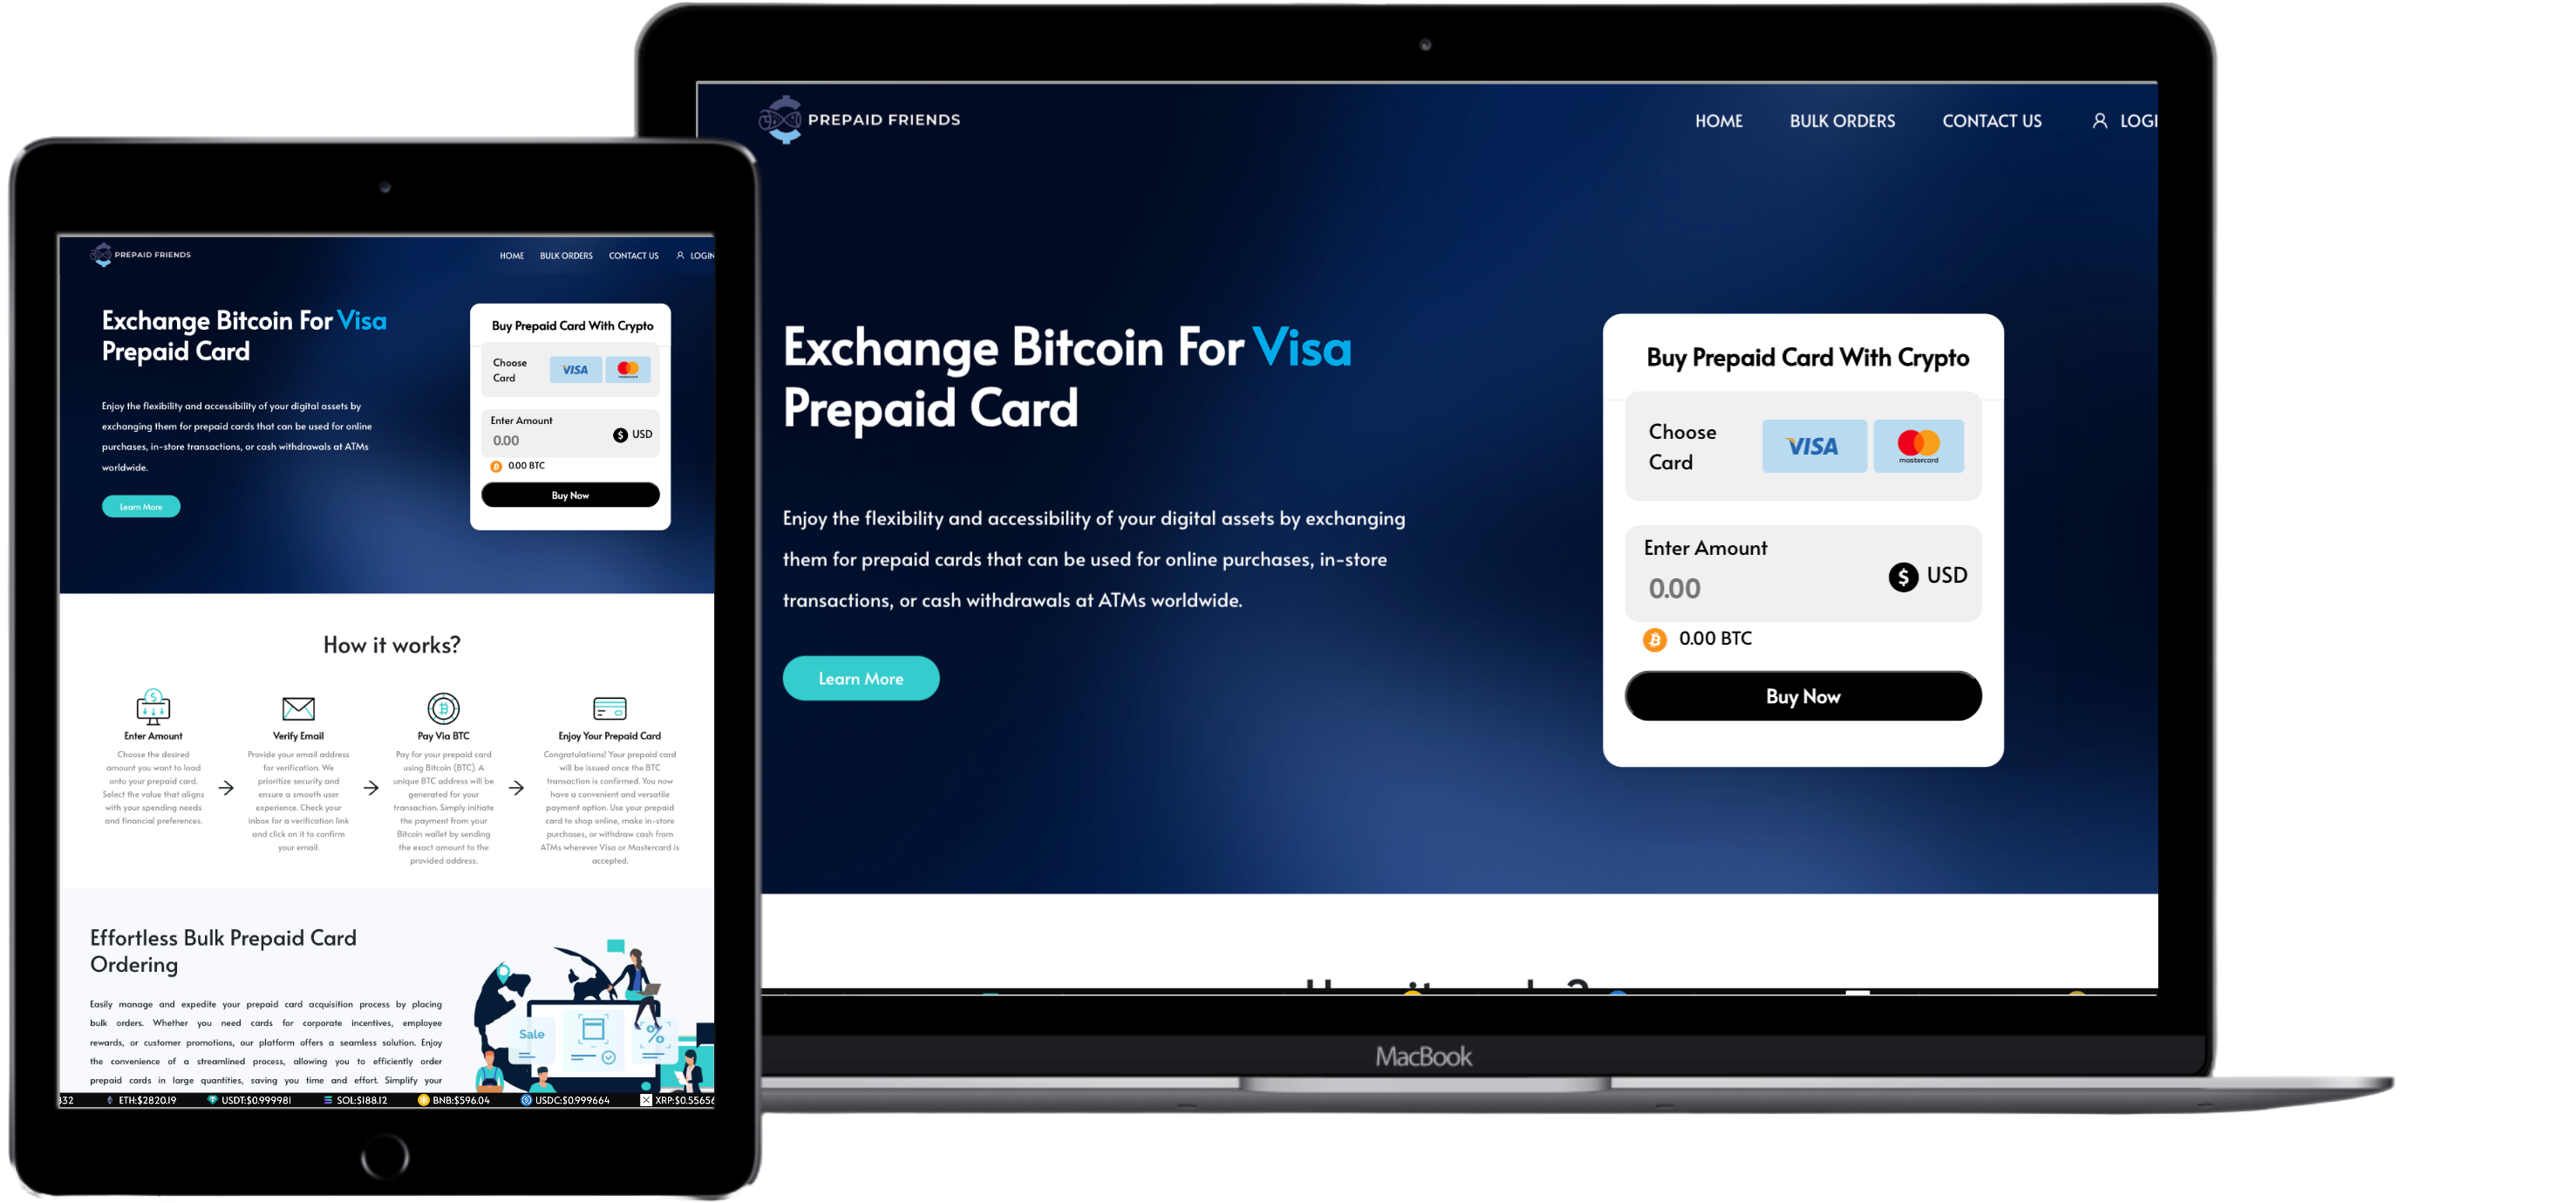 PREPAID FRIENDS
HOME BULK ORDERS CONTACT US LOGI
Exchange Bitcoin For Visa
Prepaid Card
Enjoy the flexibility and accessibility of your digital assets by exchanging
them for prepaid cards that can be used for online purchases, in-store
transactions, or cash withdrawals at ATMs worldwide.
Learn More
Buy Prepaid Card With Crypto
Choose
Card
VISA
mastercard
Enter Amount
0.00
$ USD
0.00 BTC
Buy Now
MacBook
PREPAID FRIENDS
HOME BULK ORDERS CONTACT US LOGIN
Exchange Bitcoin For Visa
Prepaid Card
Enjoy the flexibility and accessibility of your digital assets by
exchanging them for prepaid cards that can be used for online
purchases, in-store transactions, or cash withdrawals at ATMs
worldwide.
Learn More
Buy Prepaid Card With Crypto
Choose
Card
VISA
mastercard
Enter Amount
0.00
$ USD
0.00 BTC
Buy Now
How it works?
Enter Amount
Choose the desired
amount you want to load
onto your prepaid card.
Select the value that aligns
with your spending needs
and financial preferences.
Verify Email
Provide your email address
for verification. We
prioritize security and
ensure a smooth user
experience. Check your
inbox for a verification link
and click on it to confirm
your email.
Pay Via BTC
Pay for your prepaid card
using Bitcoin (BTC). A
unique BTC address will be
generated for your
transaction. Simply initiate
the payment from your
Bitcoin wallet by sending
the exact amount to the
provided address.
Enjoy Your Prepaid Card
Congratulations! Your prepaid card
will be issued once the BTC
transaction is confirmed. You now
have a convenient and versatile
payment option. Use your prepaid
card to shop online, make in-store
purchases, or withdraw cash from
ATMs wherever Visa or Mastercard is
accepted.
Effortless Bulk Prepaid Card
Ordering
Easily manage and expedite your prepaid card acquisition process by placing
bulk orders. Whether you need cards for corporate incentives, employee
rewards, or customer promotions, our platform offers a seamless solution. Enjoy
the convenience of a streamlined process, allowing you to efficiently order
prepaid cards in large quantities, saving you time and effort. Simplify your
Sale
%
332 ETH:$2820.19 USDT:$0.999981 SOL:$188.12 BNB:$596.04 USDC:$0.999664 XRP:$0.55656